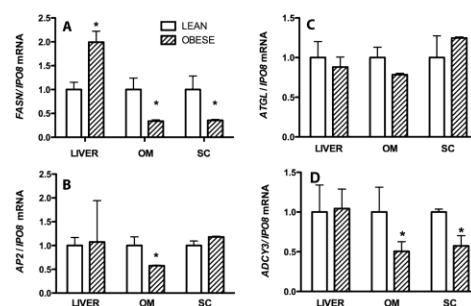 A
LEAN
OBESE
FASN/IPO8 mRNA
2.5
2.0
1.5
1.0
0.5
0.0
*
*
*
LIVER OM SC
C
ATGL/IPO8 mRNA
1.5
1.0
0.5
0.0
LIVER OM SC
B
AP2/IPO8 mRNA
2.5
2.0
1.5
1.0
0.5
0.0
*
LIVER OM SC
D
ADCY3/IPO8 mRNA
1.5
1.0
0.5
0.0
*
*
LIVER OM SC